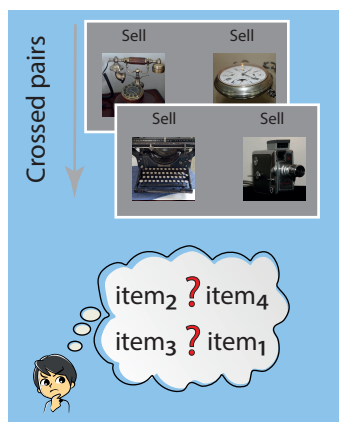 Crossed pairs
Sell Sell
Sell Sell
item₂ ? item₄
item₃ ? item₁